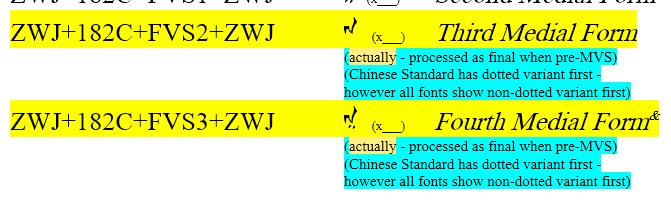 ZWJ+182C+FVS1+ZWJ (x___) Second Medial Form
ZWJ+182C+FVS2+ZWJ (x___) Third Medial Form
(actually - processed as final when pre-MVS)
(Chinese Standard has dotted variant first -
however all fonts show non-dotted variant first)
ZWJ+182C+FVS3+ZWJ (x___) Fourth Medial Form&
(actually - processed as final when pre-MVS)
(Chinese Standard has dotted variant first -
however all fonts show non-dotted variant first)